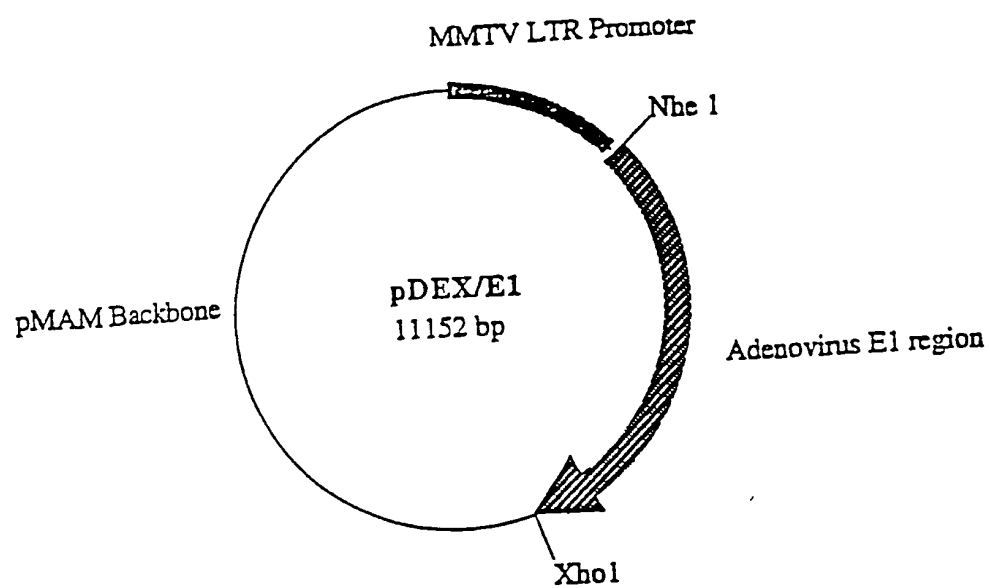 MMTV LTR Promoter
Nhe 1
pDEX/E1
11152 bp
pMAM Backbone
Adenovirus E1 region
Xho1